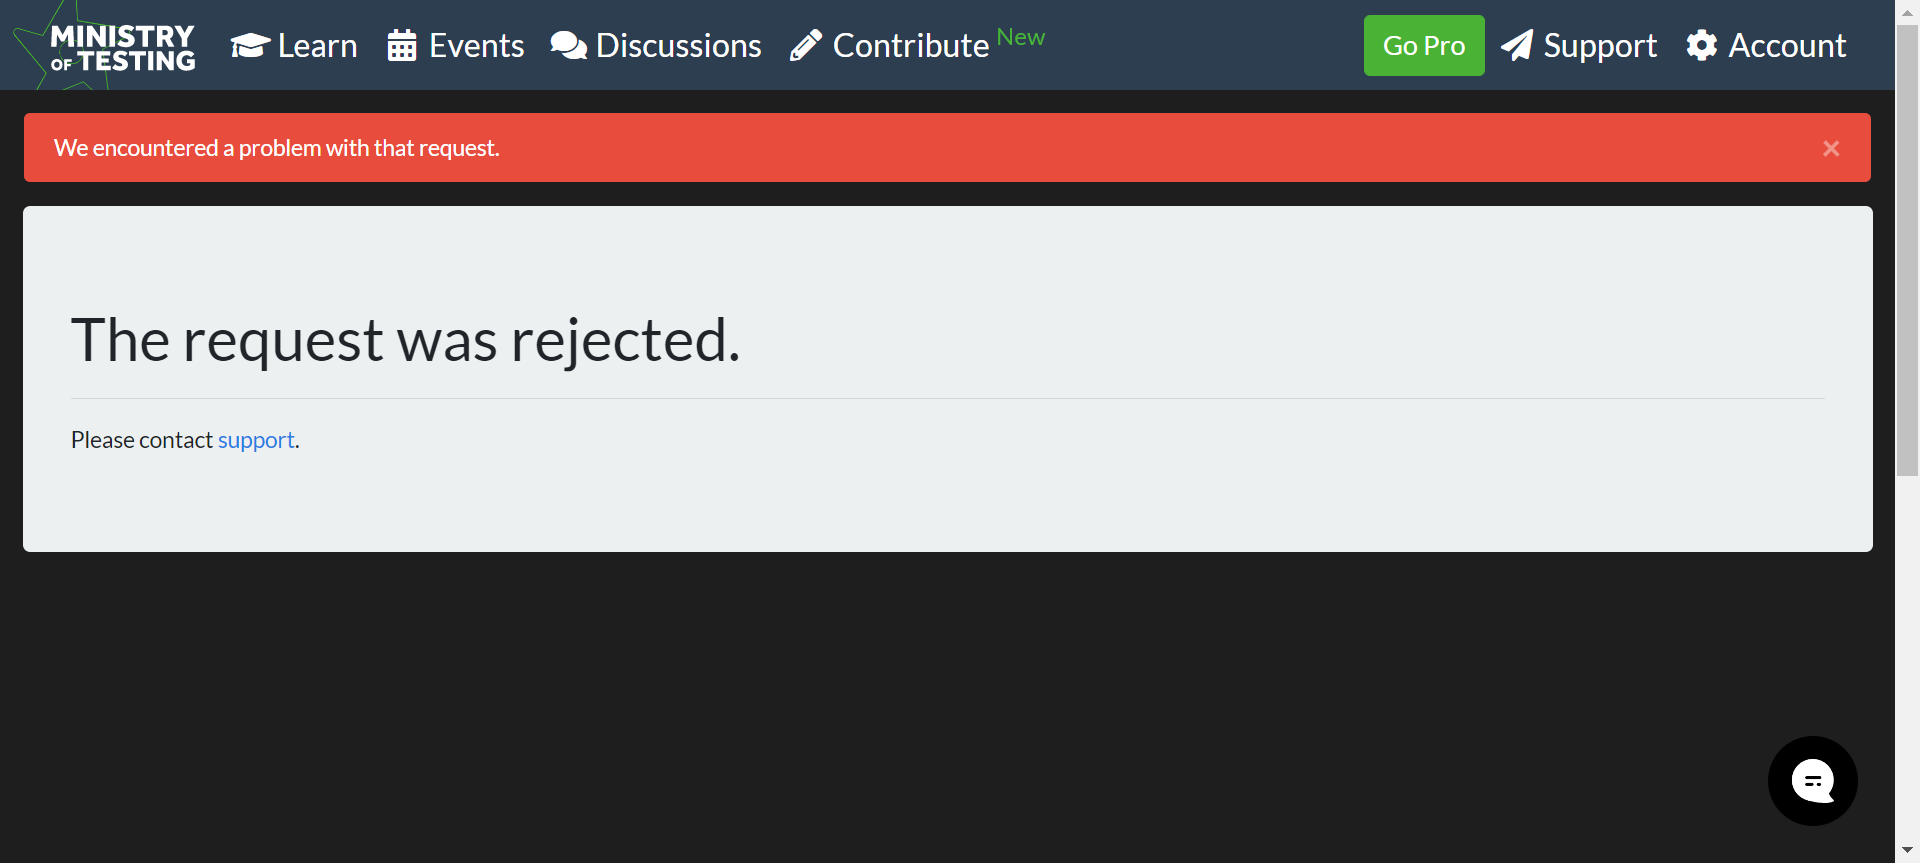 MINISTRY
OF TESTING
Learn
Events
Discussions
Contribute New
Go Pro
Support
Account
We encountered a problem with that request.
×
The request was rejected.
Please contact support.